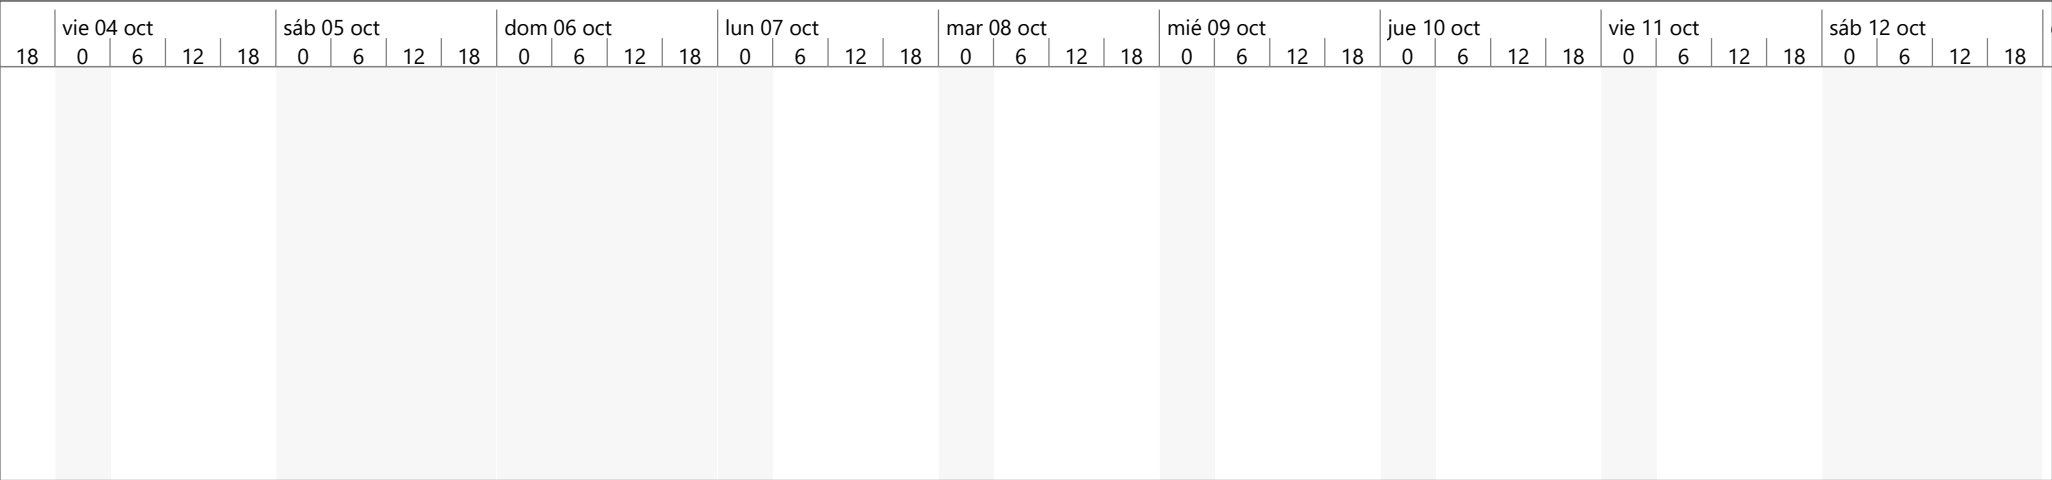 vie 04 oct sáb 05 oct dom 06 oct lun 07 oct mar 08 oct mié 09 oct jue 10 oct vie 11 oct sáb 12 oct
18 0 6 12 18 0 6 12 18 0 6 12 18 0 6 12 18 0 6 12 18 0 6 12 18 0 6 12 18 0 6 12 18 0 6 12 18